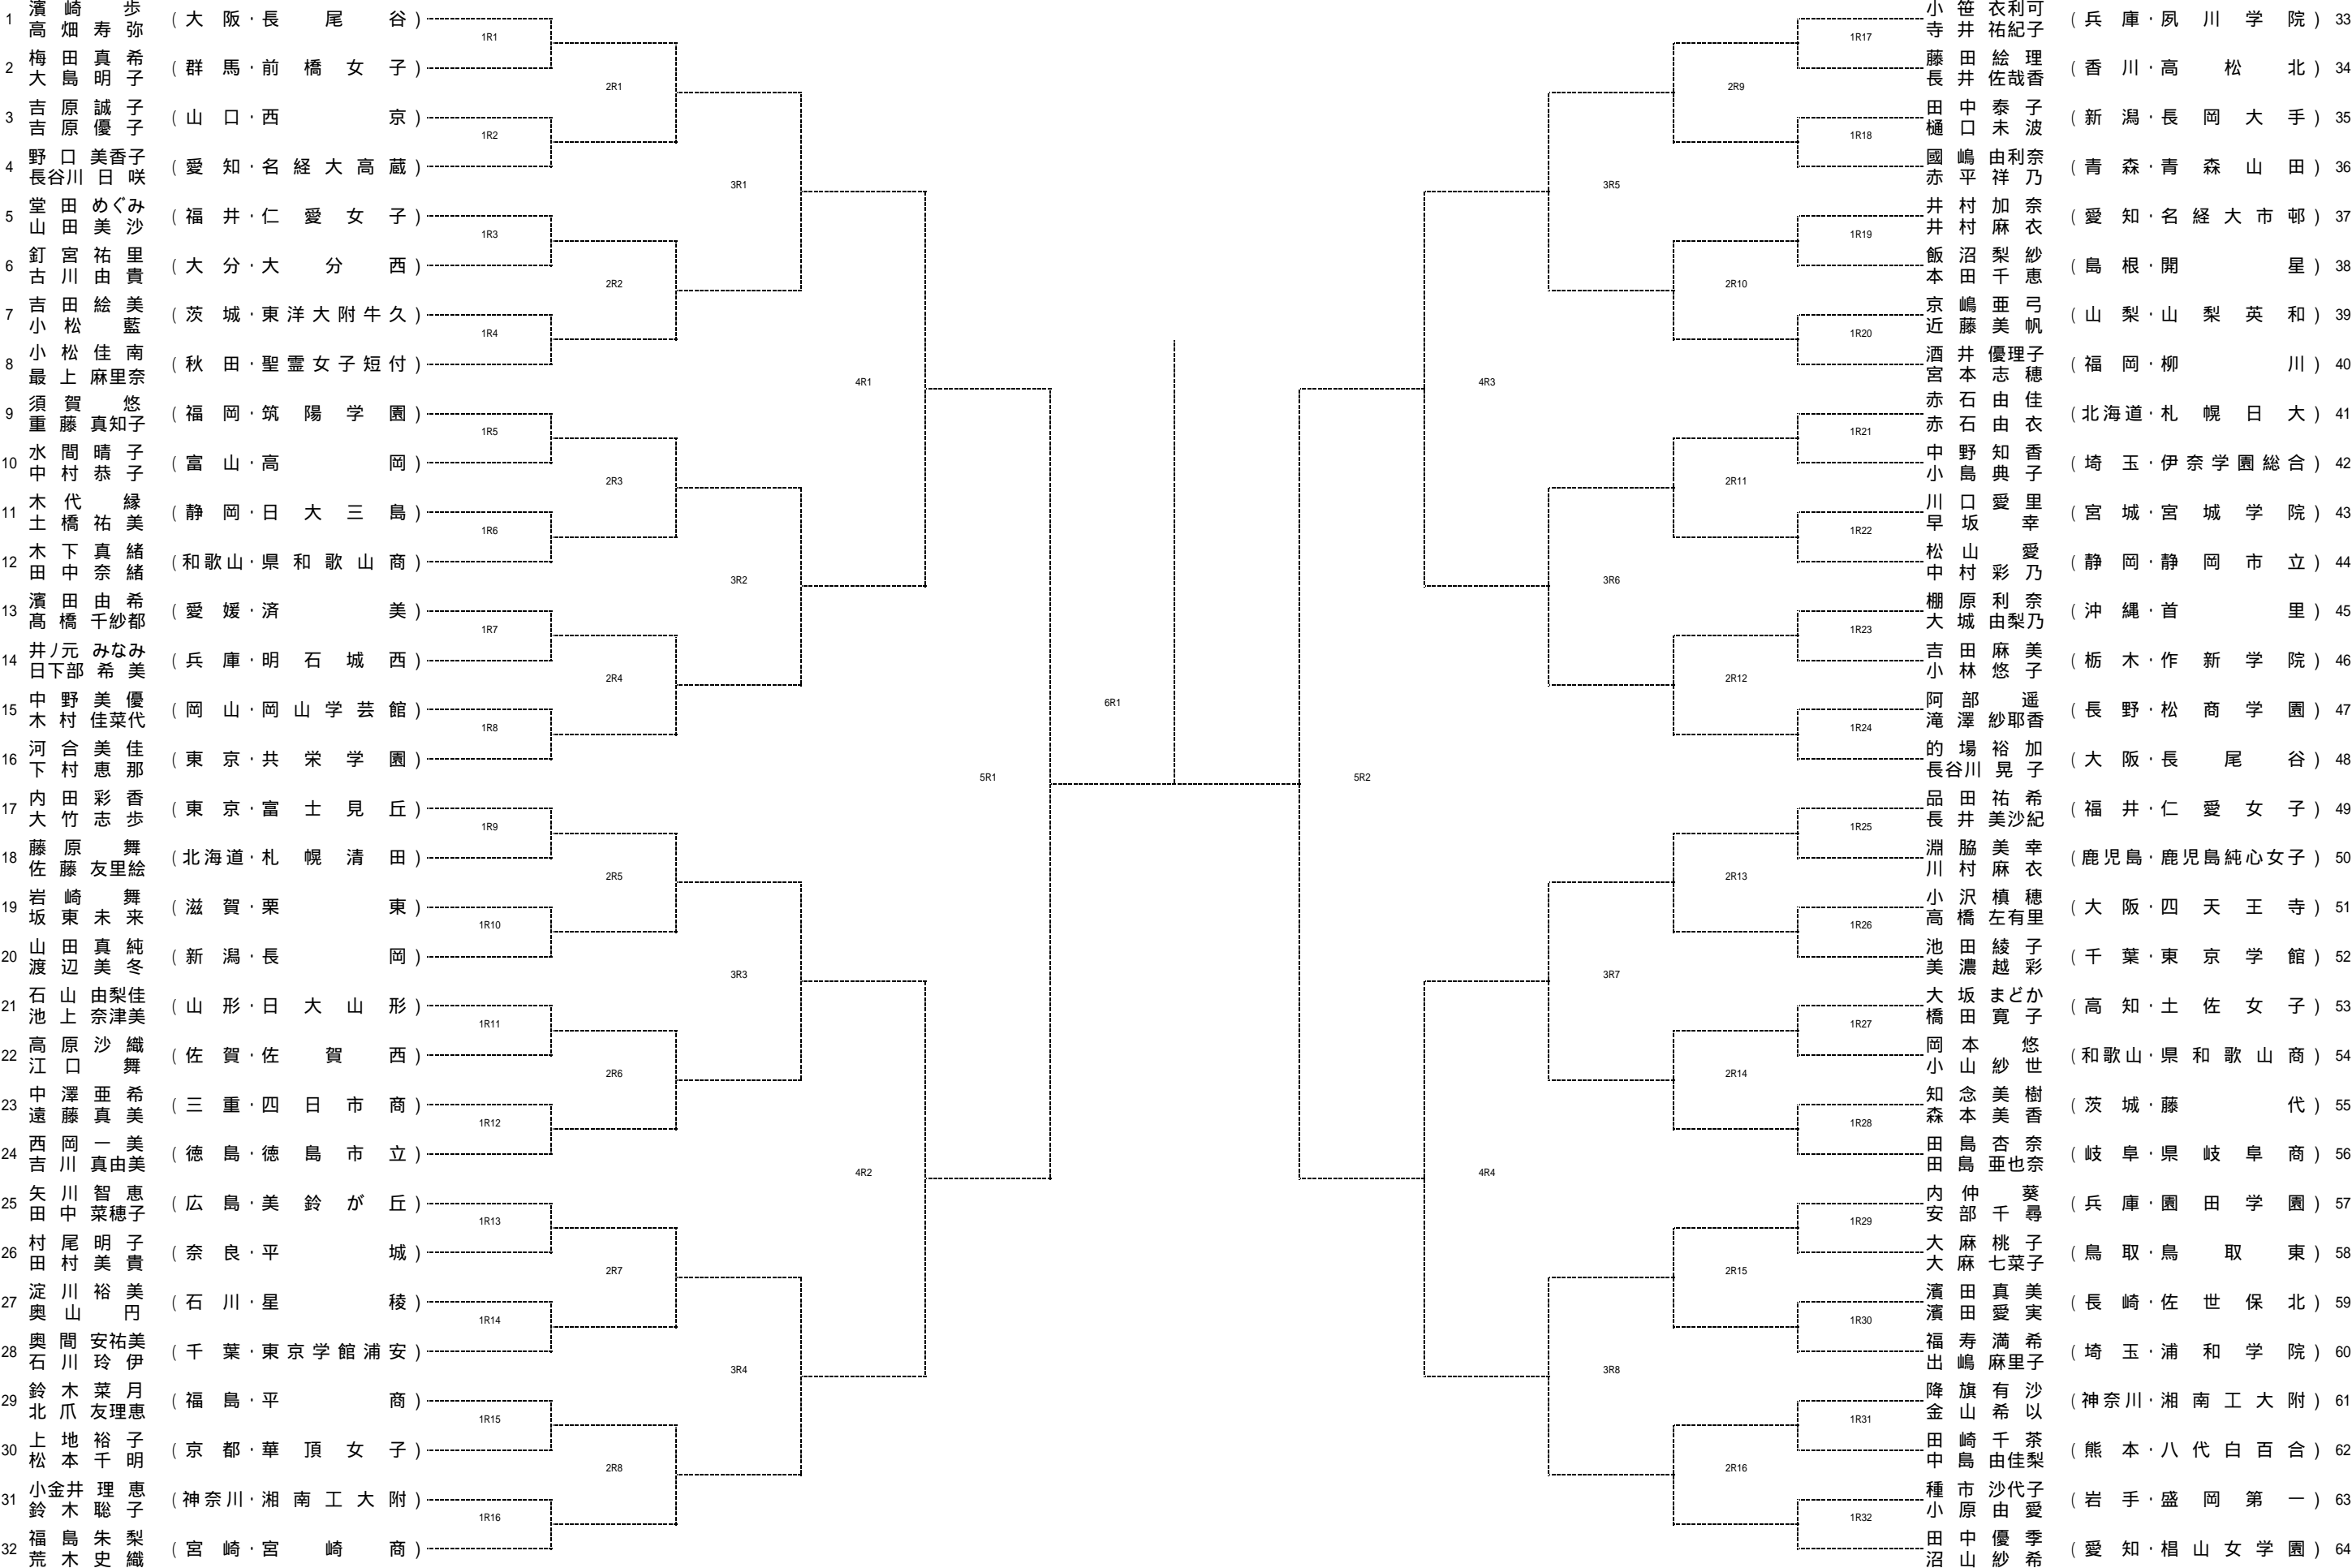 1 濱崎 歩 (大阪・長尾谷)
高畑寿弥
2 梅田真希 (群馬・前橋女子)
大島明子
3 吉原誠子 (山口・西京)
吉原優子
4 野口美香子 (愛知・名経大高蔵)
長谷川日咲
5 堂田めぐみ (福井・仁愛女子)
山田美沙
6 釘宮祐里 (大分・大分西)
古川由貴
7 吉田絵美 (茨城・東洋大附牛久)
小松藍
8 小松佳南 (秋田・聖霊女子短付)
最上麻里奈
9 須賀悠 (福岡・筑陽学園)
重藤真知子
10 水間晴子 (富山・高岡)
中村恭子
11 木代縁 (静岡・日大三島)
土橋祐美
12 木下真緒 (和歌山・県和歌山商)
田中奈緒
13 濱田由希 (愛媛・済美)
髙橋千紗都
14 井ノ元みなみ (兵庫・明石城西)
日下部希美
15 中野美優 (岡山・岡山学芸館)
木村佳菜代
16 河合美佳 (東京・共栄学園)
下村恵那
17 内田彩香 (東京・富士見丘)
大竹志歩
18 藤原舞 (北海道・札幌清田)
佐藤友里絵
19 岩崎舞 (滋賀・栗東)
坂東未来
20 山田真純 (新潟・長岡)
渡辺美冬
21 石山由梨佳 (山形・日大山形)
池上奈津美
22 高原沙織 (佐賀・佐賀西)
江口舞
23 中澤亜希 (三重・四日市商)
遠藤真美
24 西岡一美 (徳島・徳島市立)
吉川真由美
25 矢川智恵 (広島・美鈴が丘)
田中菜穂子
26 村尾明子 (奈良・平城)
田村美貴
27 淀川裕美 (石川・星稜)
奥山円
28 奥間安祐美 (千葉・東京学館浦安)
石川玲伊
29 鈴木菜月 (福島・平商)
北爪友理恵
30 上地裕子 (京都・華頂女子)
松本千明
31 小金井理恵 (神奈川・湘南工大附)
鈴木聡子
32 福島朱梨 (宮崎・宮崎商)
荒木史織
1R1
1R2
1R3
1R4
1R5
1R6
1R7
1R8
1R9
1R10
1R11
1R12
1R13
1R14
1R15
1R16
2R1
2R2
2R3
2R4
2R5
2R6
2R7
2R8
3R1
3R2
3R3
3R4
4R1
4R2
5R1
6R1
5R2
4R3
4R4
3R5
3R6
3R7
3R8
2R9
2R10
2R11
2R12
2R13
2R14
2R15
2R16
1R17
1R18
1R19
1R20
1R21
1R22
1R23
1R24
1R25
1R26
1R27
1R28
1R29
1R30
1R31
1R32
小笹衣利可 (兵庫・夙川学院) 33
寺井祐紀子
藤田絵理 (香川・高松北) 34
長井佐哉香
田中泰子 (新潟・長岡大手) 35
樋口未波
國嶋由利奈 (青森・青森山田) 36
赤平祥乃
井村加奈 (愛知・名経大市邨) 37
井村麻衣
飯沼梨紗 (島根・開星) 38
本田千恵
京嶋亜弓 (山梨・山梨英和) 39
近藤美帆
酒井優理子 (福岡・柳川) 40
宮本志穂
赤石由佳 (北海道・札幌日大) 41
赤石由衣
中野知香 (埼玉・伊奈学園総合) 42
小島典子
川口愛里 (宮城・宮城学院) 43
早坂幸
松山愛 (静岡・静岡市立) 44
中村彩乃
棚原利奈 (沖縄・首里) 45
大城由梨乃
吉田麻美 (栃木・作新学院) 46
小林悠子
阿部遥 (長野・松商学園) 47
滝澤紗耶香
的場裕加 (大阪・長尾谷) 48
長谷川晃子
品田祐希 (福井・仁愛女子) 49
長井美沙紀
淵脇美幸 (鹿児島・鹿児島純心女子) 50
川村麻衣
小沢槙穂 (大阪・四天王寺) 51
高橋左有里
池田綾子 (千葉・東京学館) 52
美濃越彩
大坂まどか (高知・土佐女子) 53
橋田寛子
岡本悠 (和歌山・県和歌山商) 54
小山紗世
知念美樹 (茨城・藤代) 55
森本美香
田島杏奈 (岐阜・県岐阜商) 56
田島亜也奈
内仲葵 (兵庫・園田学園) 57
安部千尋
大麻桃子 (鳥取・鳥取東) 58
大麻七菜子
濱田真美 (長崎・佐世保北) 59
濱田愛実
福寿満希 (埼玉・浦和学院) 60
出嶋麻里子
降旗有沙 (神奈川・湘南工大附) 61
金山希以
田崎千茶 (熊本・八代白百合) 62
中島由佳梨
種市沙代子 (岩手・盛岡第一) 63
小原由愛
田中優季 (愛知・椙山女学園) 64
沼山紗希